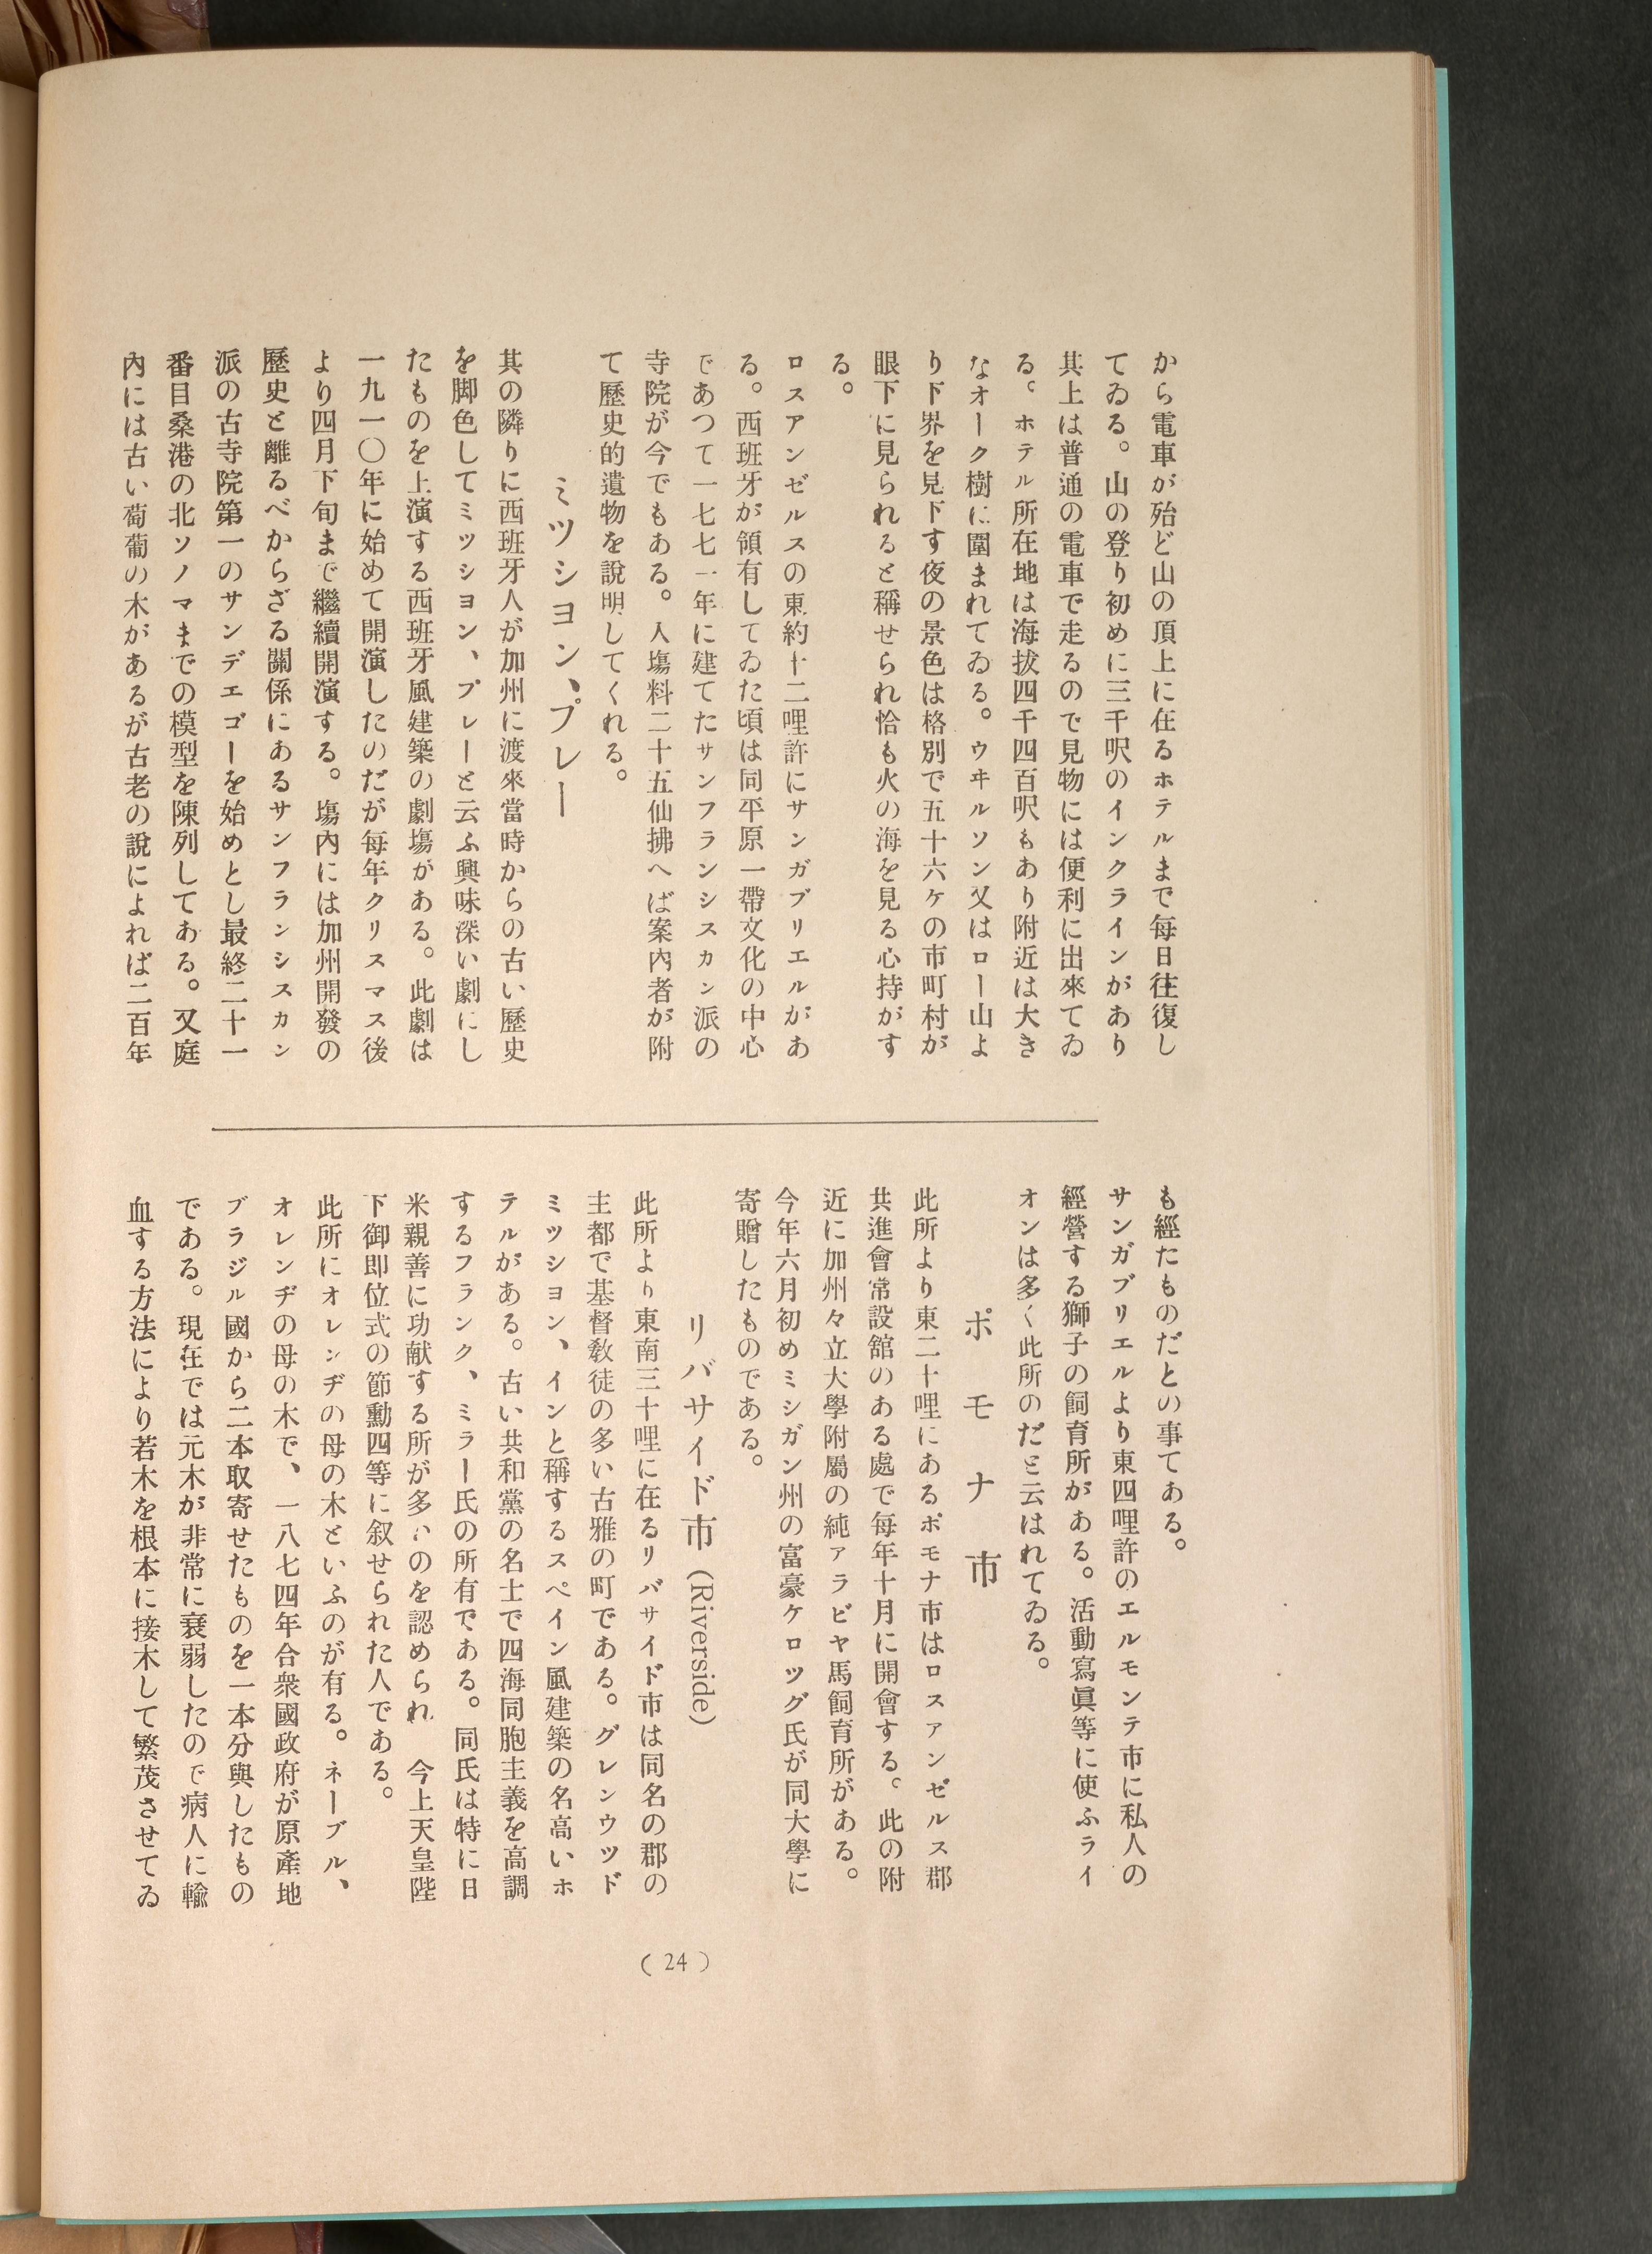 から電車が殆ど山の頂上に在るホテルまで毎日往復し
てゐる。山の登り初めに三千呎のインクラインがあり
其上は普通の電車で走るので見物には便利に出來てゐ
る。ホテル所在地は海拔四千四百呎もあり附近は大き
なオーク樹に圍まれてゐる。ウヰルソン又はロー山よ
り下界を見下す夜の景色は格別で五十六ケの市町村が
眼下に見られると稱せられ恰も火の海を見る心持がす
る。
ロスアンゼルスの東約十二哩許にサンガブリエルがあ
る。西班牙が領有してゐた頃は同平原一帶文化の中心
であつて一七七一年に建てたサンフランシスカン派の
寺院が今でもある。入塲料二十五仙拂へば案內者が附
て歷史的遺物を說明してくれる。
ミツシヨン、プレー
其の隣りに西班牙人が加州に渡來當時からの古い歷史
を脚色してミツシヨン、プレーと云ふ興味深い劇にし
たものを上演する西班牙風建築の劇塲がある。此劇は
一九一〇年に始めて開演したのだが每年クリスマス後
より四月下旬まで繼續開演する。塲內には加州開發の
歷史と離るべからざる關係にあるサンフランシスカン
派の古寺院第一のサンデエゴーを始めとし最終二十一
番目桑港の北ソノマまでの模型を陳列してある。又庭
內には古い葡萄の木があるが古老の說によれば二百年
も經たものだとの事てある。
サンガブリエルより東四哩許のエルモンテ市に私人の
經營する獅子の飼育所がある。活動寫眞等に使ふライ
オンは多く此所のだと云はれてゐる。
ポモナ市
此所より東二十哩にあるポモナ市はロスアンゼルス郡
共進會常設舘のある處で每年十月に開會する。此の附
近に加州々立大學附屬の純アラビヤ馬飼育所がある。
今年六月初めミシガン州の富豪ケロツグ氏が同大學に
寄贈したものである。
リバサイド市 (Riverside)
此所より東南三十哩に在るリバサイド市は同名の郡の
主都で基督敎徒の多い古雅の町である。グレンウツド
ミツシヨン、インと稱するスペイン風建築の名高いホ
テルがある。古い共和黨の名士で四海同胞主義を高調
するフランク、ミラー氏の所有である。同氏は特に日
米親善に功献する所が多いのを認められ　今上天皇陛
下御即位式の節勳四等に叙せられた人である。
此所にオレンヂの母の木といふのが有る。ネーブル、
オレンヂの母の木で、一八七四年合衆國政府が原產地
ブラジル國から二本取寄せたものを一本分與したもの
である。現在では元木が非常に衰弱したので病人に輸
血する方法により若木を根本に接木して繁茂させてゐ
(24)